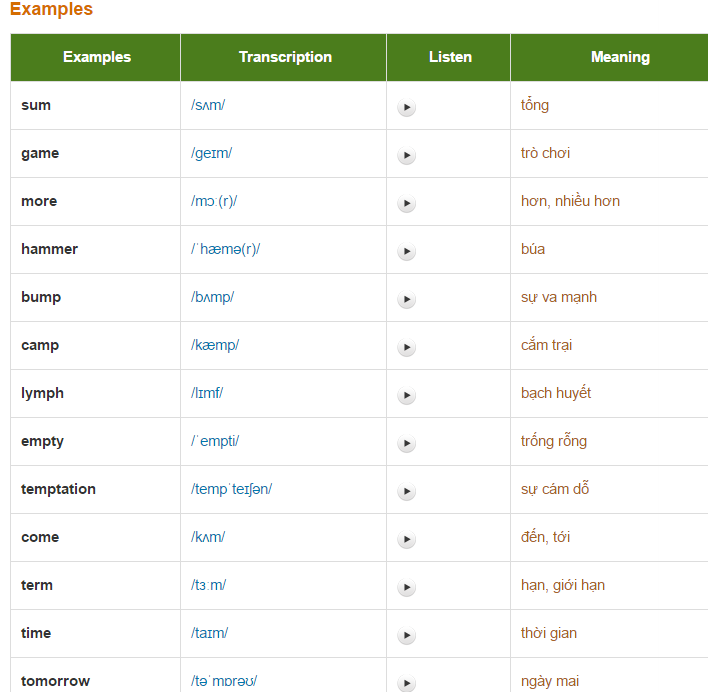 Examples
Examples Transcription Listen Meaning
sum /sʌm/ tổng
game /ɡeɪm/ trò chơi
more /mɔː(r)/ hơn, nhiều hơn
hammer /ˈhæmə(r)/ búa
bump /bʌmp/ sự va mạnh
camp /kæmp/ cắm trại
lymph /lɪmf/ bạch huyết
empty /ˈempti/ trống rỗng
temptation /tempˈteɪʃən/ sự cám dỗ
come /kʌm/ đến, tới
term /tɜːm/ hạn, giới hạn
time /taɪm/ thời gian
tomorrow /təˈmɒrəʊ/ ngày mai